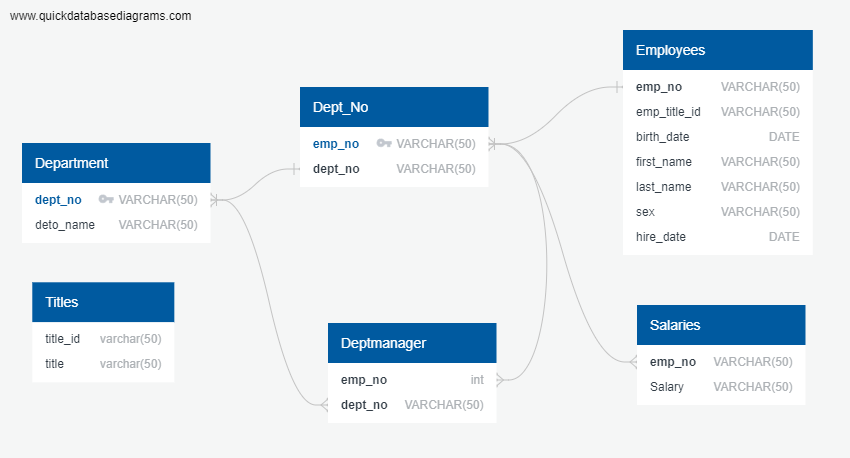 www.quickdatabasediagrams.com
Department
dept_no VARCHAR(50)
deto_name VARCHAR(50)
Titles
title_id varchar(50)
title varchar(50)
Dept_No
emp_no VARCHAR(50)
dept_no VARCHAR(50)
Deptmanager
emp_no int
dept_no VARCHAR(50)
Employees
emp_no VARCHAR(50)
emp_title_id VARCHAR(50)
birth_date DATE
first_name VARCHAR(50)
last_name VARCHAR(50)
sex VARCHAR(50)
hire_date DATE
Salaries
emp_no VARCHAR(50)
Salary VARCHAR(50)